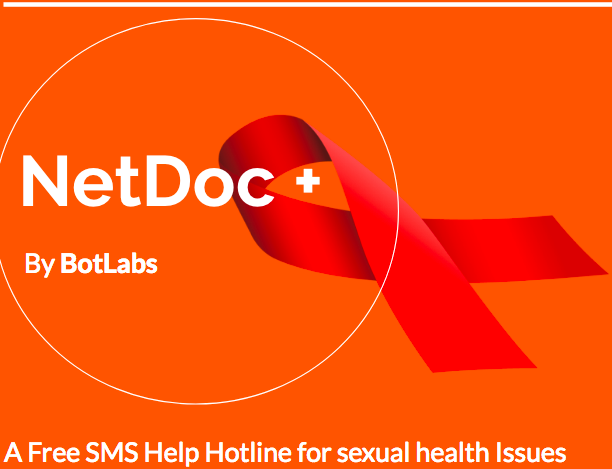 NetDoc +
By BotLabs
A Free SMS Help Hotline for sexual health Issues